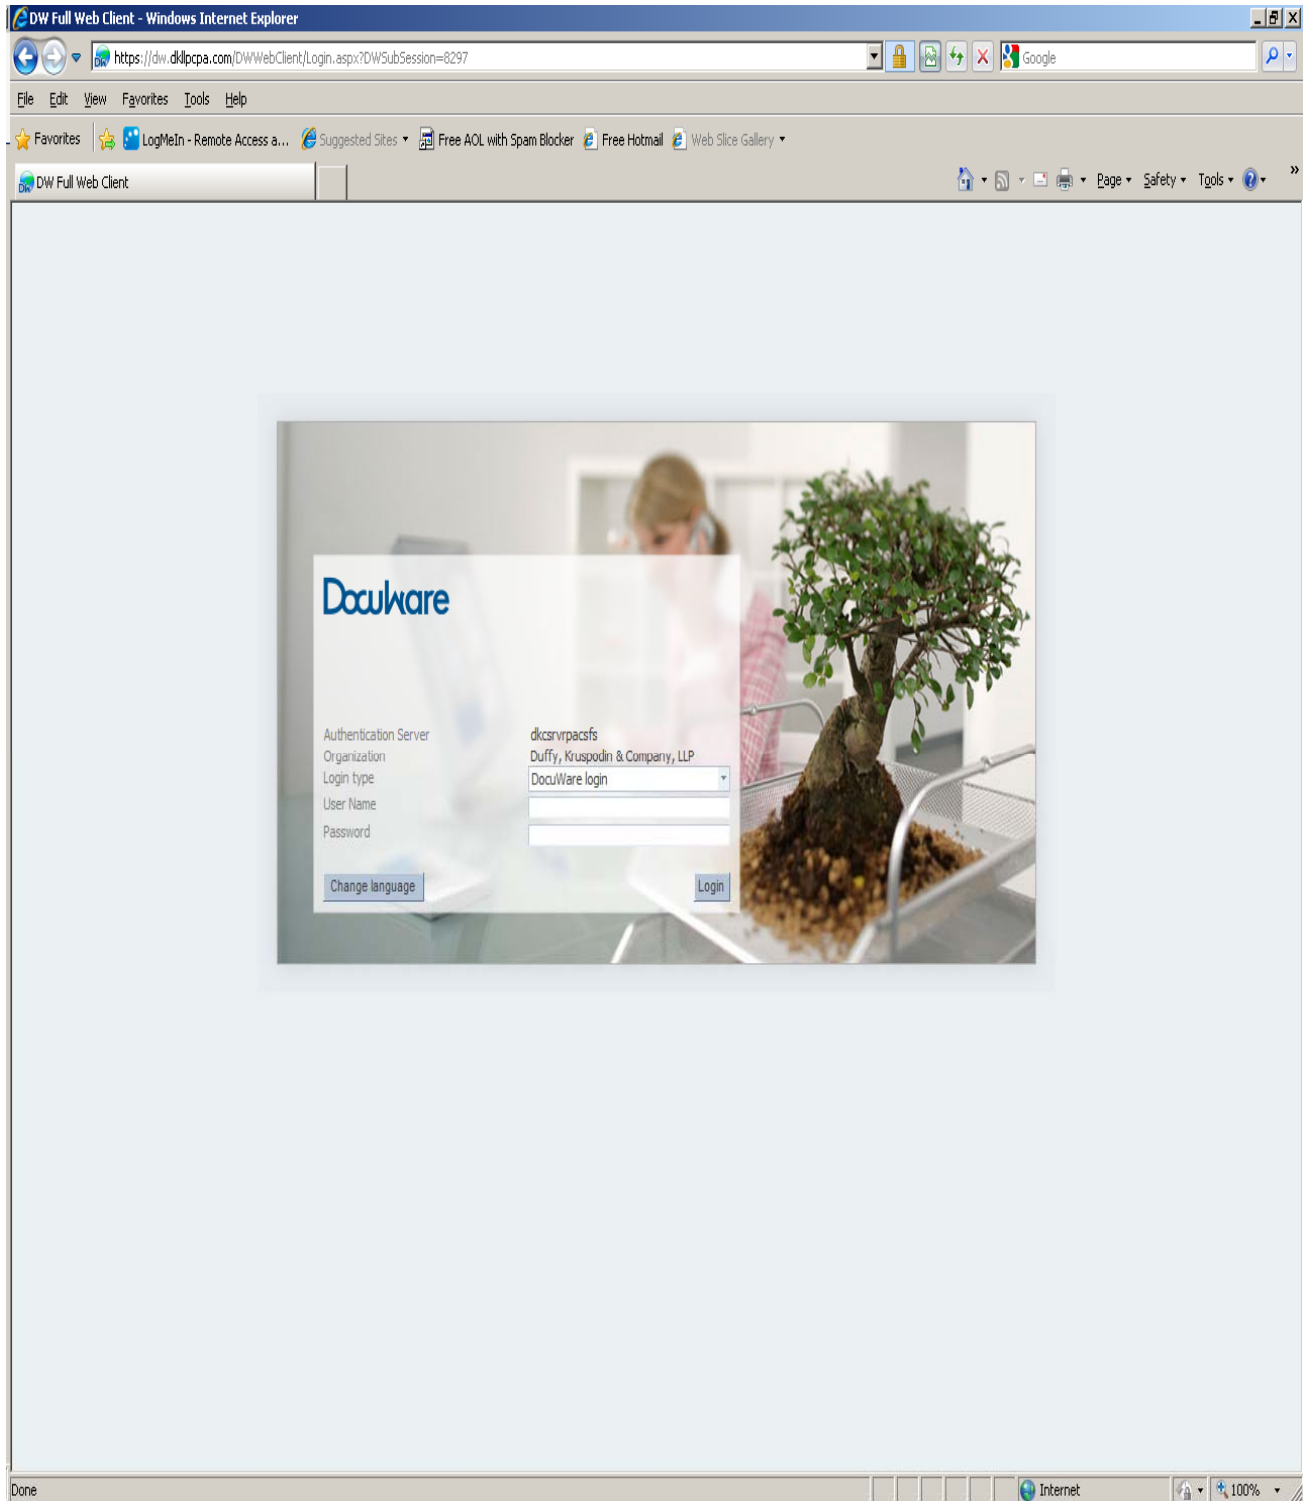 DW Full Web Client - Windows Internet Explorer
https://dw.dkllpcpa.com/DWWebClient/Login.aspx?DWSubSession=8297
Google
File Edit View Favorites Tools Help
Favorites LogMeIn - Remote Access a... Suggested Sites Free AOL with Spam Blocker Free Hotmail Web Slice Gallery
DW Full Web Client
Page Safety Tools
DocuWare
Authentication Server dkcsrvrpacsfs
Organization Duffy, Kruspodin & Company, LLP
Login type DocuWare login
User Name
Password
Change language Login
Done Internet 100%